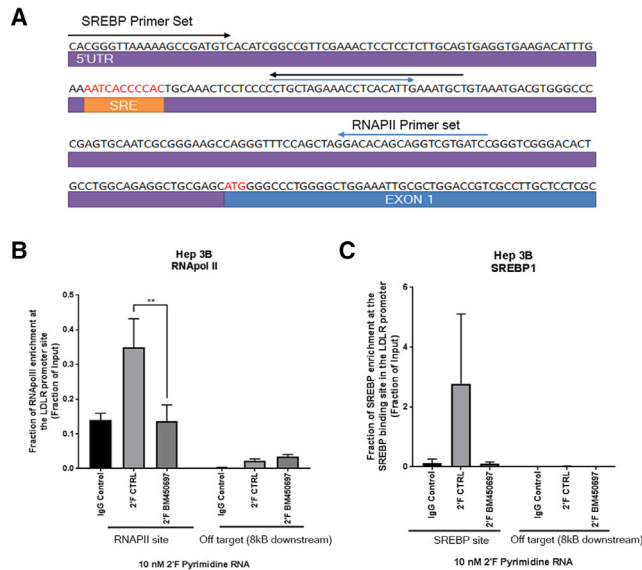 A
SREBP Primer Set
CACGGGTTAAAAAGCCGATGTCACATCGGCCGTTCGAAACTCCTCCTCTTGCAGTGAGGTGAAGACATTTG
5'UTR
AAAATCACCCCACTGCAAACTCCTCCCCCTGCTAGAAACCTCACATTGAAATGCTGTAAATGACGTGGGCCC
SRE
RNAPII Primer set
CGAGTGCAATCGCGGGAAGCCAGGGTTTCCAGCTAGGACACAGCAGGTCGTGATCCGGGTCGGGACACT
GCCTGGCAGAGGCTGCGAGCATGGGGCCCTGGGGCTGGAAATTGCGCTGGACCGTCGCCTTGCTCCTCGC
EXON 1
B
Hep 3B
RNApol II
Fraction of RNApolII enrichment at
the LDLR promoter site
(Fraction of Input)
0.5
0.4
0.3
0.2
0.1
0.0
**
IgG Control
2'F CTRL
2'F BM450697
IgG Control
2'F CTRL
2'F BM450697
RNAPII site
Off target (8kB downstream)
10 nM 2'F Pyrimidine RNA
C
Hep 3B
SREBP1
Fraction of SREBP enrichment at the
SREBP binding site in the LDLR promoter
(Fraction of Input)
6
4
2
0
IgG Control
2'F CTRL
2'F BM450697
IgG Control
2'F CTRL
2'F BM450697
SREBP site
Off target (8kB downstream)
10 nM 2'F Pyrimidine RNA